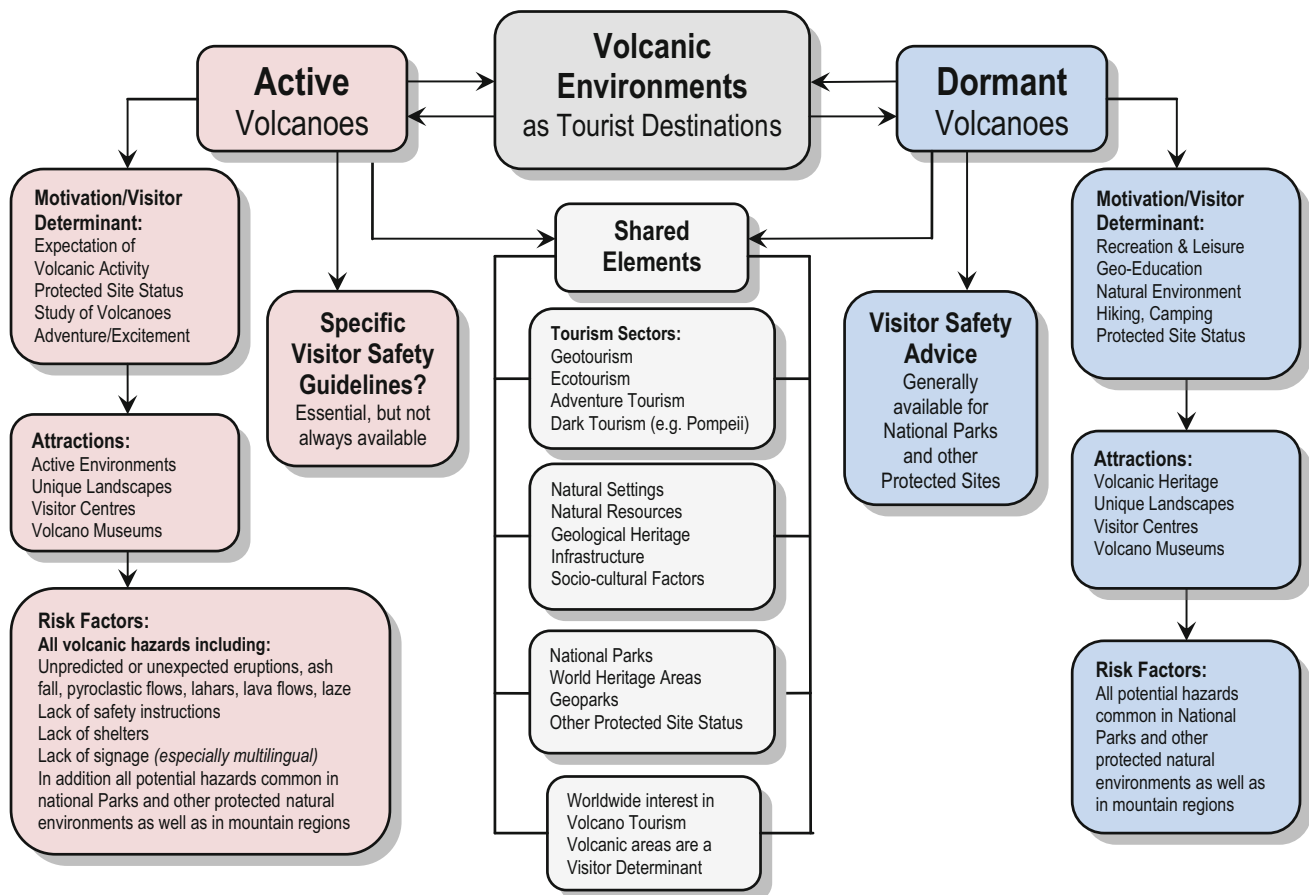 Volcanic
Environments
as Tourist Destinations
Active
Volcanoes
Dormant
Volcanoes
Motivation/Visitor
Determinant:
Expectation of
Volcanic Activity
Protected Site Status
Study of Volcanoes
Adventure/Excitement
Attractions:
Active Environments
Unique Landscapes
Visitor Centres
Volcano Museums
Risk Factors:
All volcanic hazards including:
Unpredicted or unexpected eruptions, ash
fall, pyroclastic flows, lahars, lava flows, laze
Lack of safety instructions
Lack of shelters
Lack of signage (especially multilingual)
In addition all potential hazards common in
national Parks and other protected natural
environments as well as in mountain regions
Specific
Visitor Safety
Guidelines?
Essential, but not
always available
Shared
Elements
Tourism Sectors:
Geotourism
Ecotourism
Adventure Tourism
Dark Tourism (e.g. Pompeii)
Natural Settings
Natural Resources
Geological Heritage
Infrastructure
Socio-cultural Factors
National Parks
World Heritage Areas
Geoparks
Other Protected Site Status
Worldwide interest in
Volcano Tourism
Volcanic areas are a
Visitor Determinant
Visitor Safety
Advice
Generally
available for
National Parks
and other
Protected Sites
Motivation/Visitor
Determinant:
Recreation & Leisure
Geo-Education
Natural Environment
Hiking, Camping
Protected Site Status
Attractions:
Volcanic Heritage
Unique Landscapes
Visitor Centres
Volcano Museums
Risk Factors:
All potential hazards
common in National
Parks and other
protected natural
environments as well as
in mountain regions